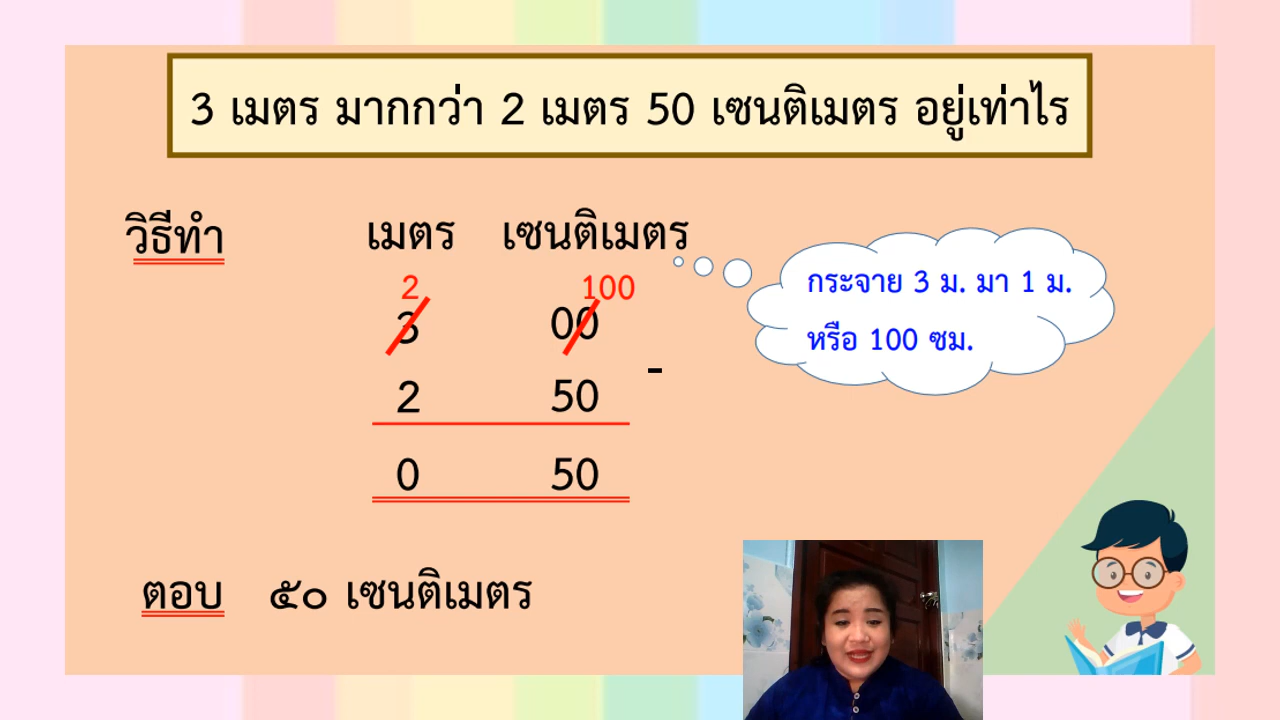 3 เมตร มากกว่า 2 เมตร 50 เซนติเมตร อยู่เท่าไร
วิธีทำ
เมตร เซนติเมตร
2 100
3 00
-
2 50
0 50
กระจาย 3 ม. มา 1 ม.
หรือ 100 ซม.
ตอบ ๕๐ เซนติเมตร